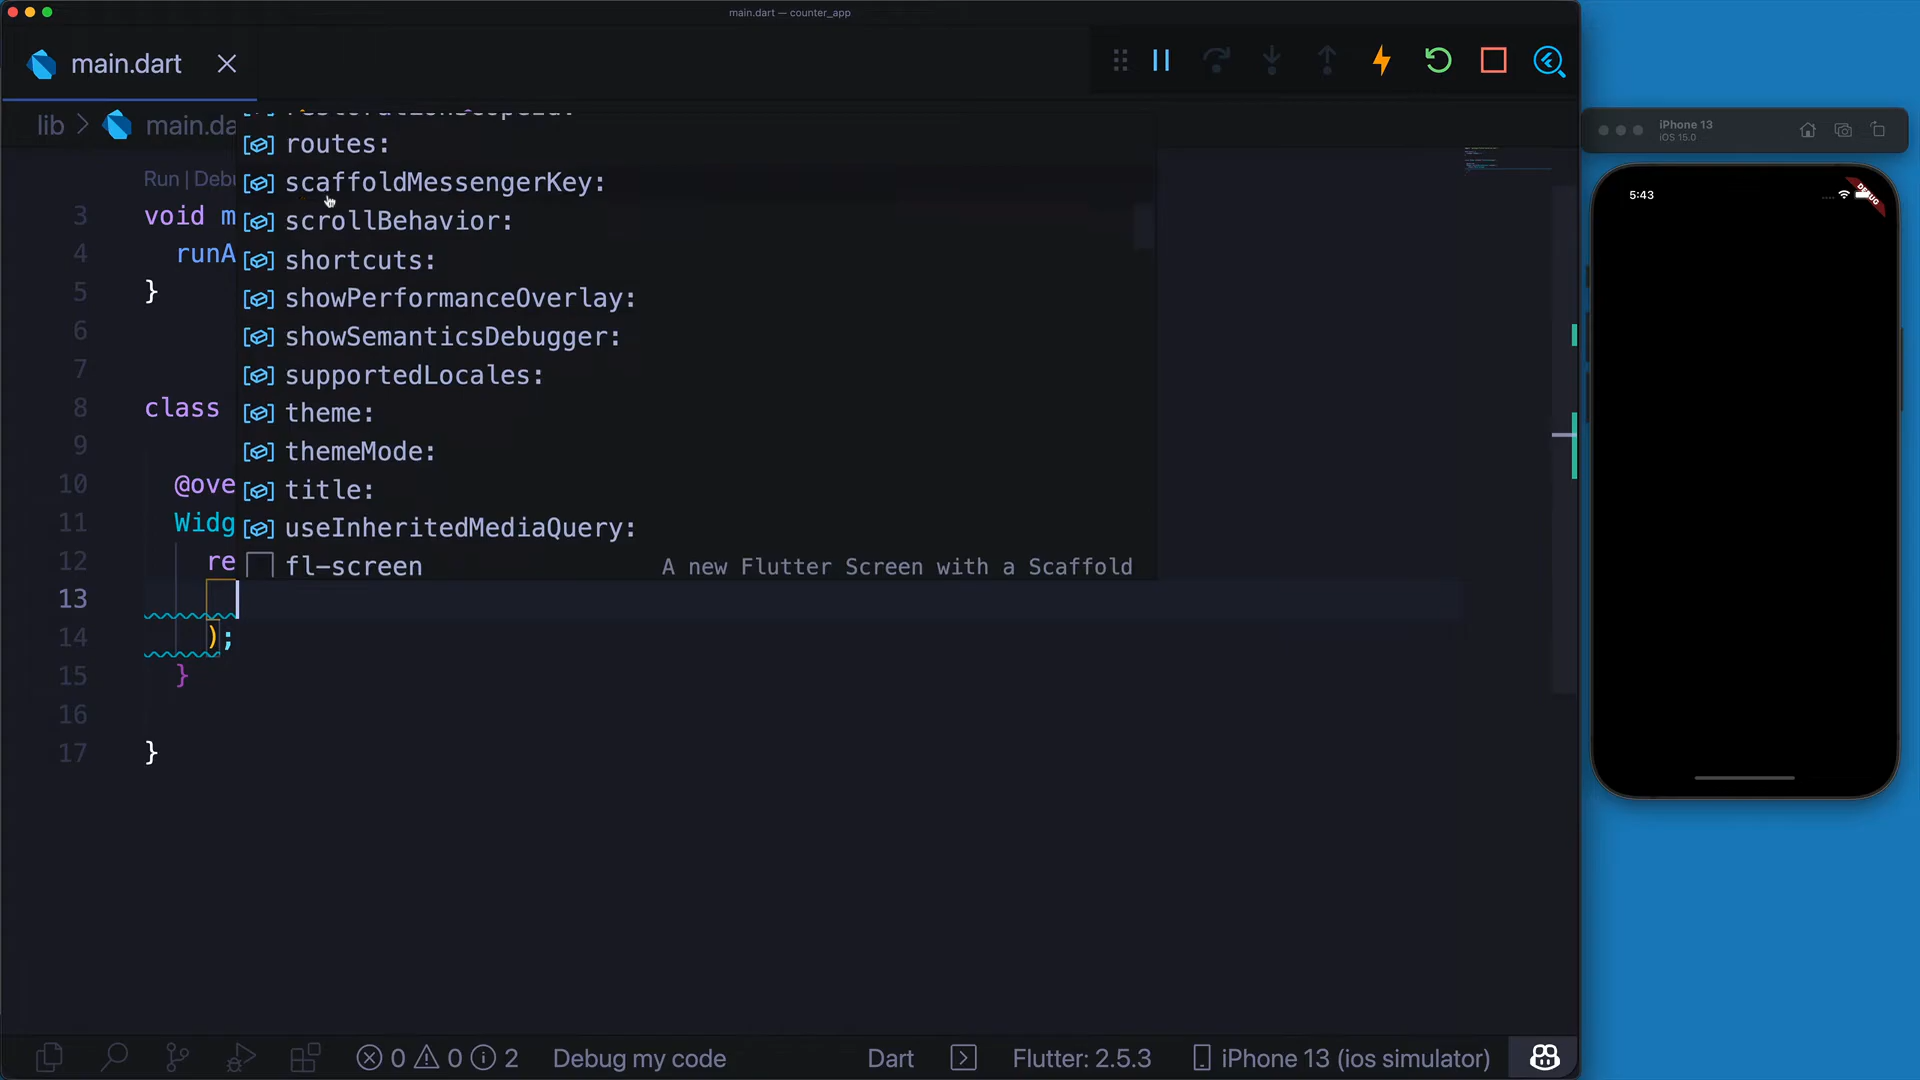 main.dart — counter_app
main.dart
lib > main.da
restorationScopeId:
routes:
Run | Debu
scaffoldMessengerKey:
3 void m
scrollBehavior:
4 runA
shortcuts:
5 }
showPerformanceOverlay:
6
showSemanticsDebugger:
7
supportedLocales:
8 class
theme:
9
themeMode:
10 @ove
title:
11 Widg
useInheritedMediaQuery:
12 re
fl-screen A new Flutter Screen with a Scaffold
13
14 );
15 }
16
17 }
0 0 2 Debug my code Dart Flutter: 2.5.3 iPhone 13 (ios simulator)
iPhone 13
iOS 15.0
5:43
DEBUG